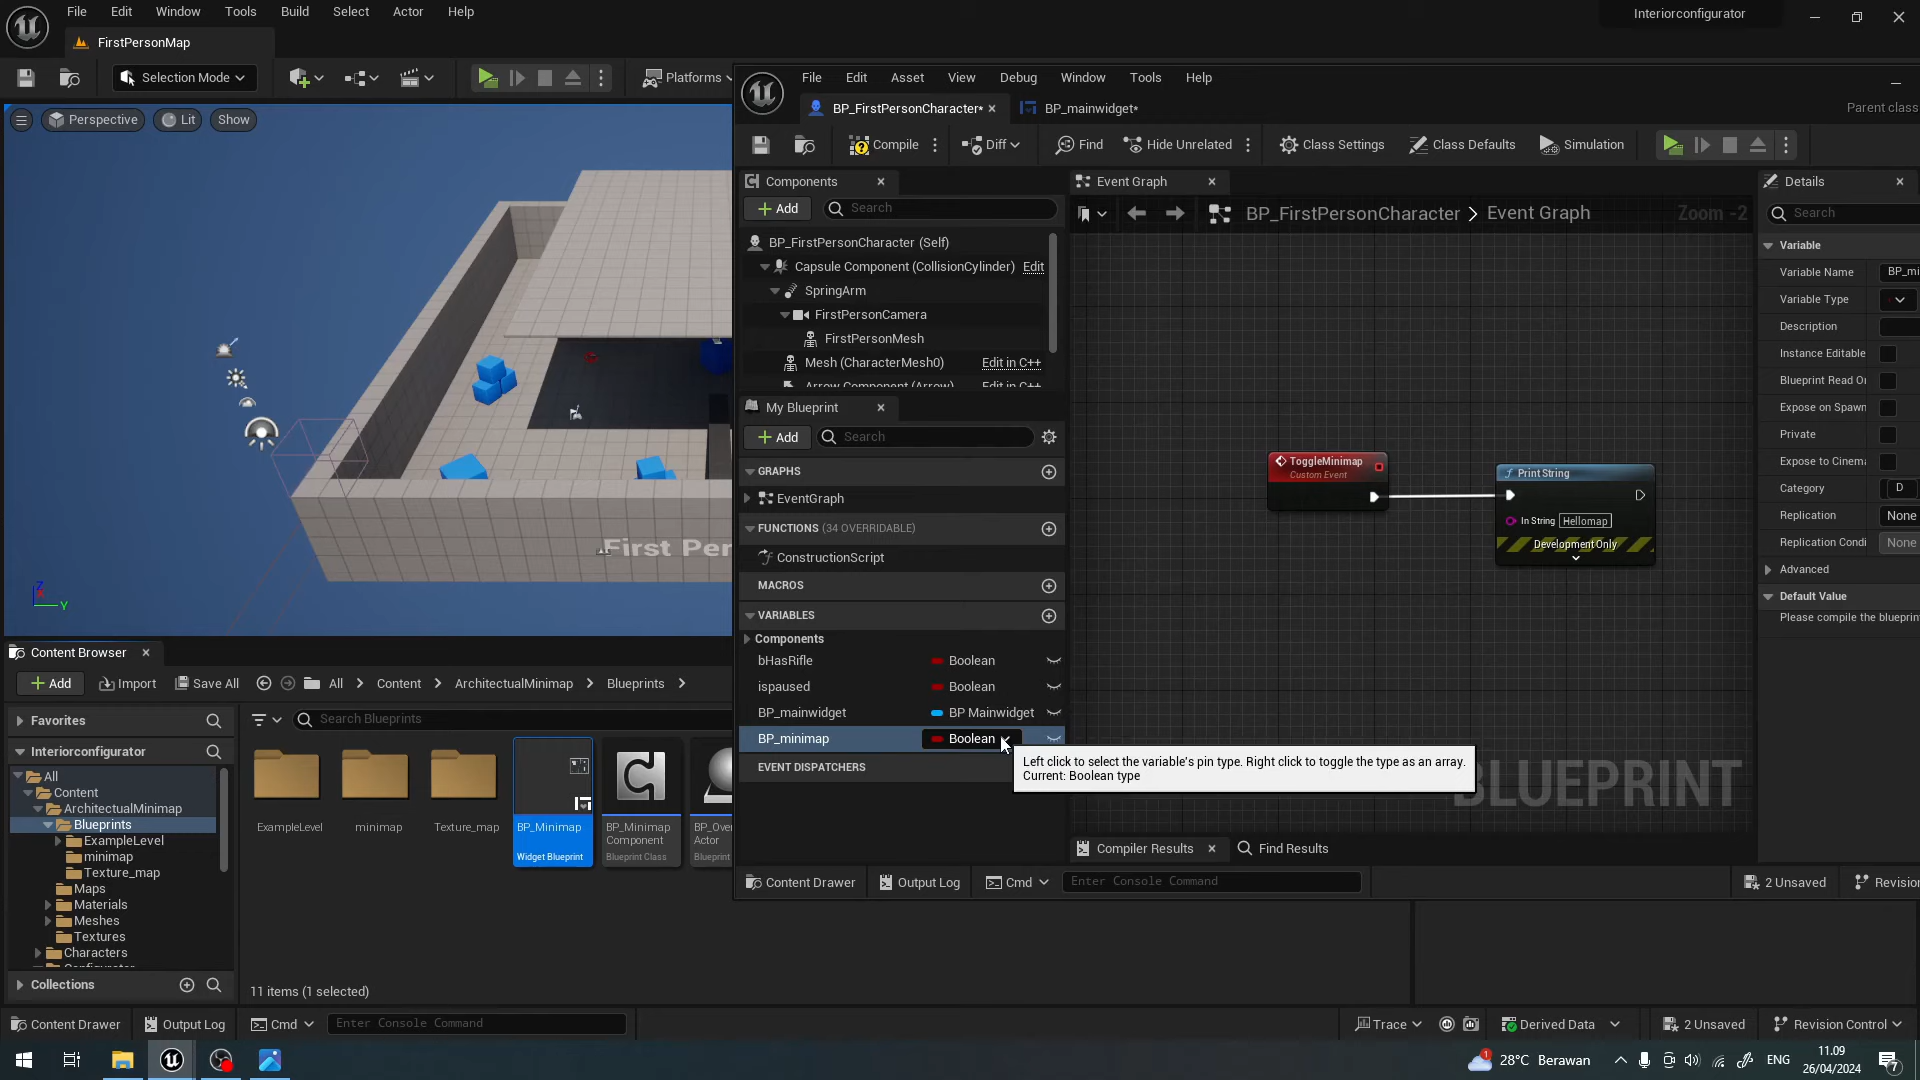 File Edit Window Tools Build Select Actor Help
Interiorconfigurator
FirstPersonMap
Selection Mode
Platforms
File Edit Asset View Debug Window Tools Help
BP_FirstPersonCharacter*
BP_mainwidget*
Parent class
Perspective
Lit
Show
Compile
Diff
Find
Hide Unrelated
Class Settings
Class Defaults
Simulation
Components
Add
Search
BP_FirstPersonCharacter (Self)
Capsule Component (CollisionCylinder) Edit
SpringArm
FirstPersonCamera
FirstPersonMesh
Mesh (CharacterMesh0) Edit in C++
Arrow Component (Arrow) Edit in C++
My Blueprint
Add
Search
GRAPHS
EventGraph
FUNCTIONS (34 OVERRIDABLE)
ConstructionScript
MACROS
VARIABLES
Components
bHasRifle Boolean
ispaused Boolean
BP_mainwidget BP Mainwidget
BP_minimap Boolean
EVENT DISPATCHERS
Left click to select the variable's pin type. Right click to toggle the type as an array.
Current: Boolean type
Event Graph
BP_FirstPersonCharacter > Event Graph
Zoom -2
ToggleMinimap
Custom Event
Print String
In String Hellomap
Development Only
BLUEPRINT
Compiler Results
Find Results
Details
Search
Variable
Variable Name BP_mi
Variable Type
Description
Instance Editable
Blueprint Read Or
Expose on Spawn
Private
Expose to Cinema
Category D
Replication None
Replication Condi None
Advanced
Default Value
Please compile the blueprint
Content Drawer
Output Log
Cmd
Enter Console Command
2 Unsaved
Revision
First Per
Content Browser
Add
Import
Save All
All > Content > ArchitectualMinimap > Blueprints >
Favorites
Search Blueprints
Interiorconfigurator
All
Content
ArchitectualMinimap
Blueprints
ExampleLevel
minimap
Texture_map
Maps
Materials
Meshes
Textures
Characters
Collections
ExampleLevel
minimap
Texture_map
BP_Minimap
Widget Blueprint
BP_Minimap
Component
Blueprint Class
BP_Over
Actor
Blueprint
11 items (1 selected)
Content Drawer
Output Log
Cmd
Enter Console Command
Trace
Derived Data
2 Unsaved
Revision Control
1
28°C Berawan
ENG
11.09
26/04/2024
7